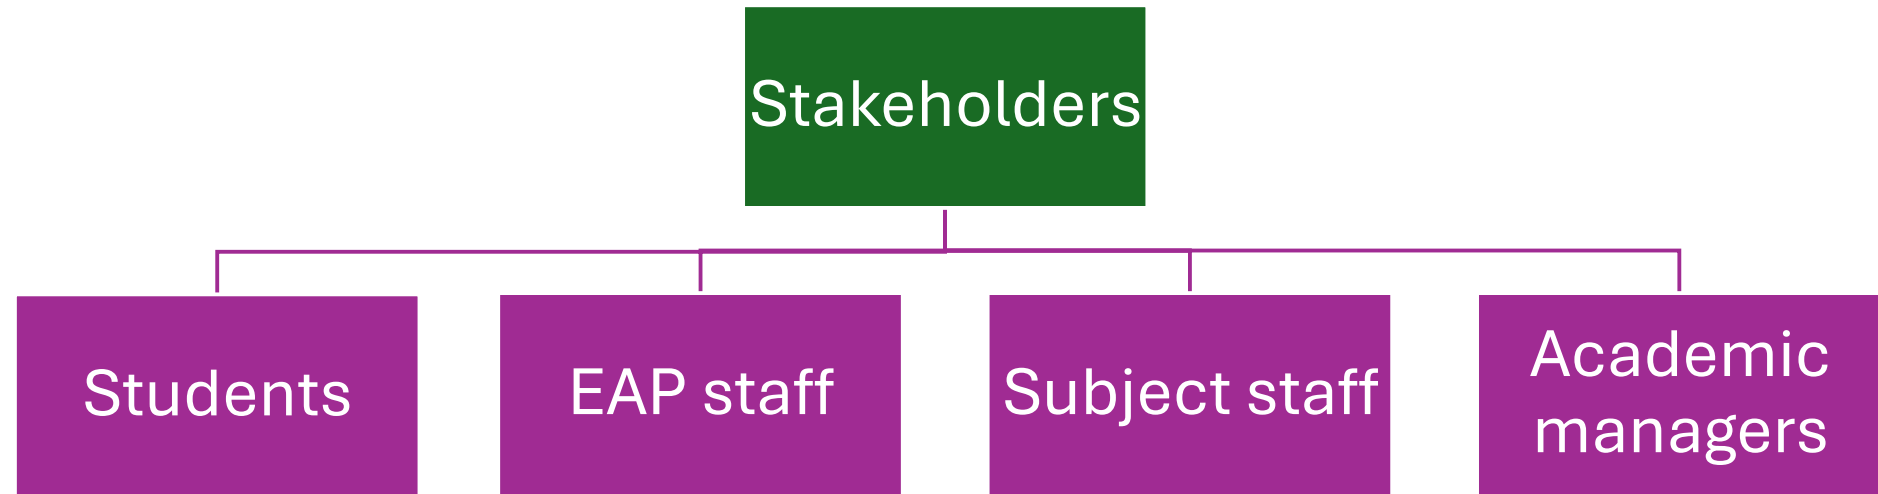 Stakeholders
Students
EAP staff
Subject staff
Academic
managers